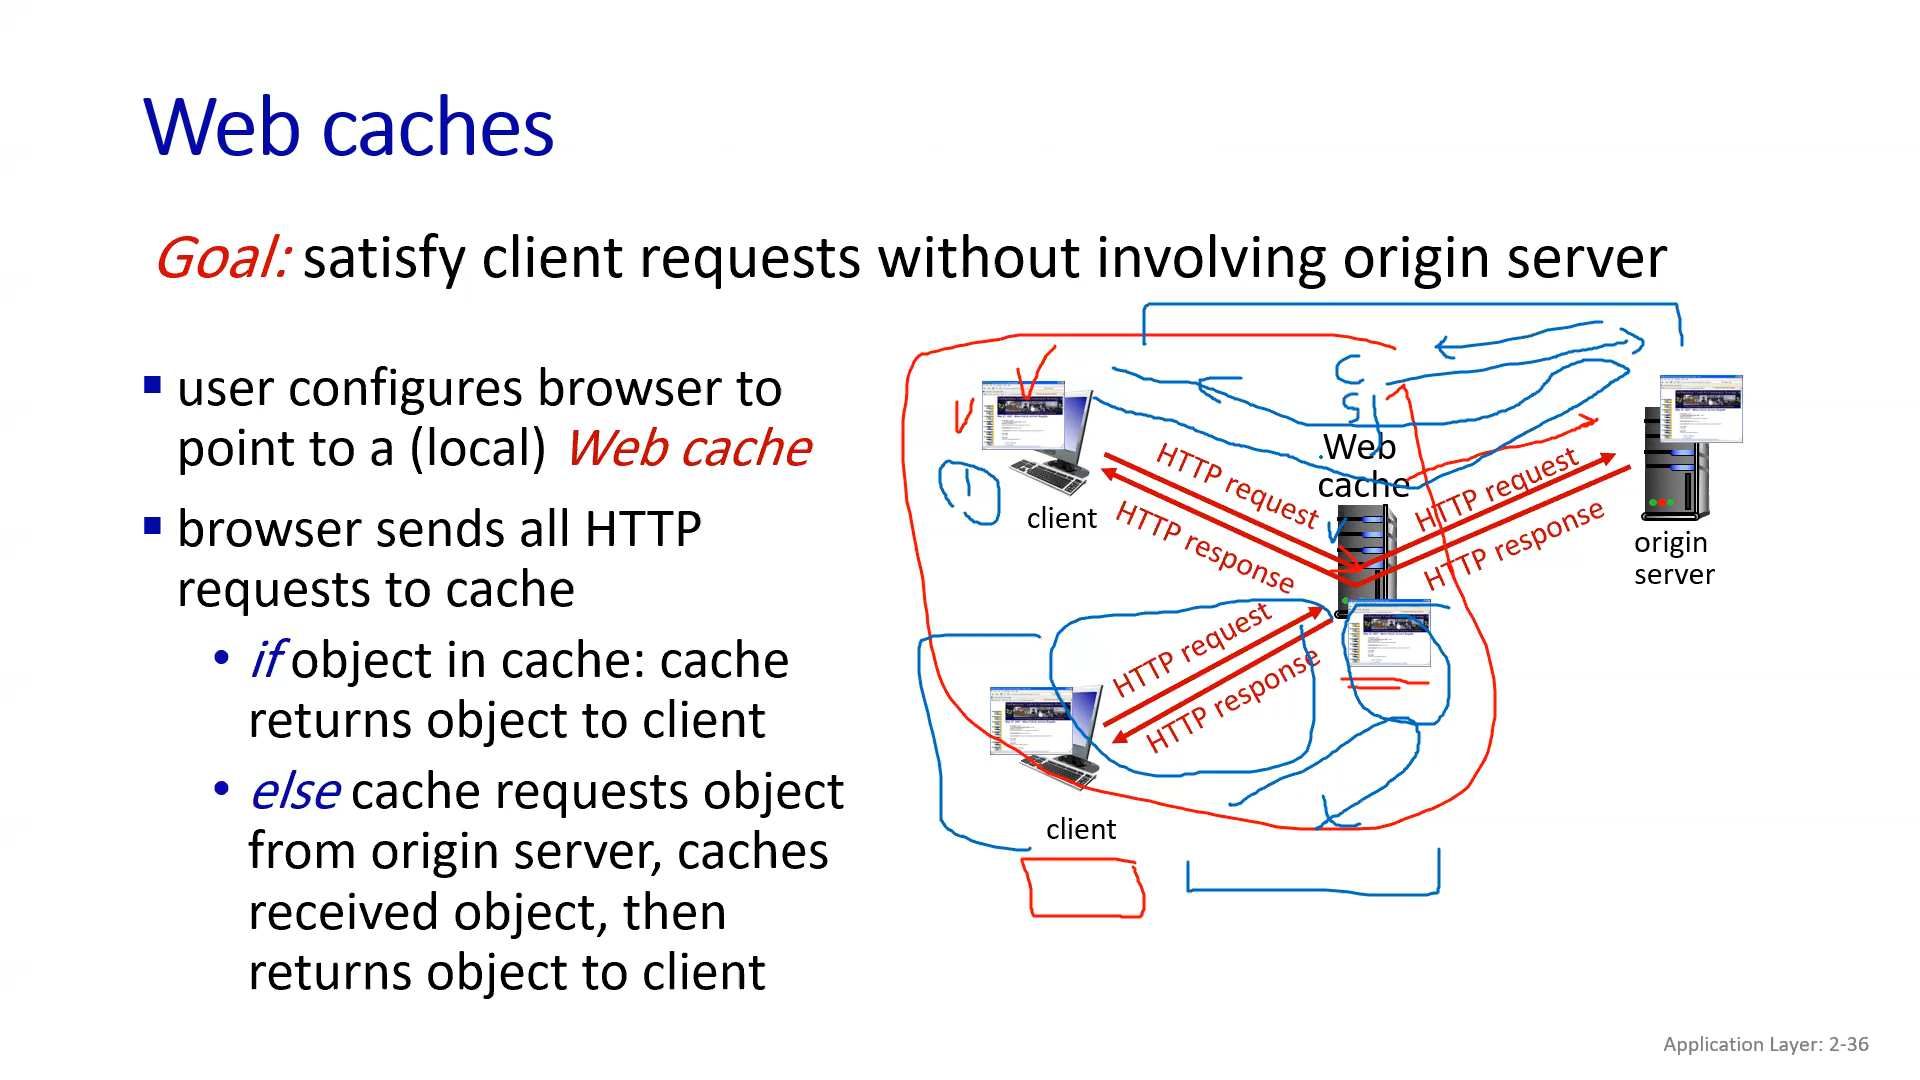 Web caches
Goal: satisfy client requests without involving origin server
▪ user configures browser to
point to a (local) Web cache
▪ browser sends all HTTP
requests to cache
• if object in cache: cache
returns object to client
• else cache requests object
from origin server, caches
received object, then
returns object to client
C
S
Web
cache
HTTP request
HTTP response
client
HTTP request
HTTP response
origin
server
HTTP request
HTTP response
client
1
Application Layer: 2-36